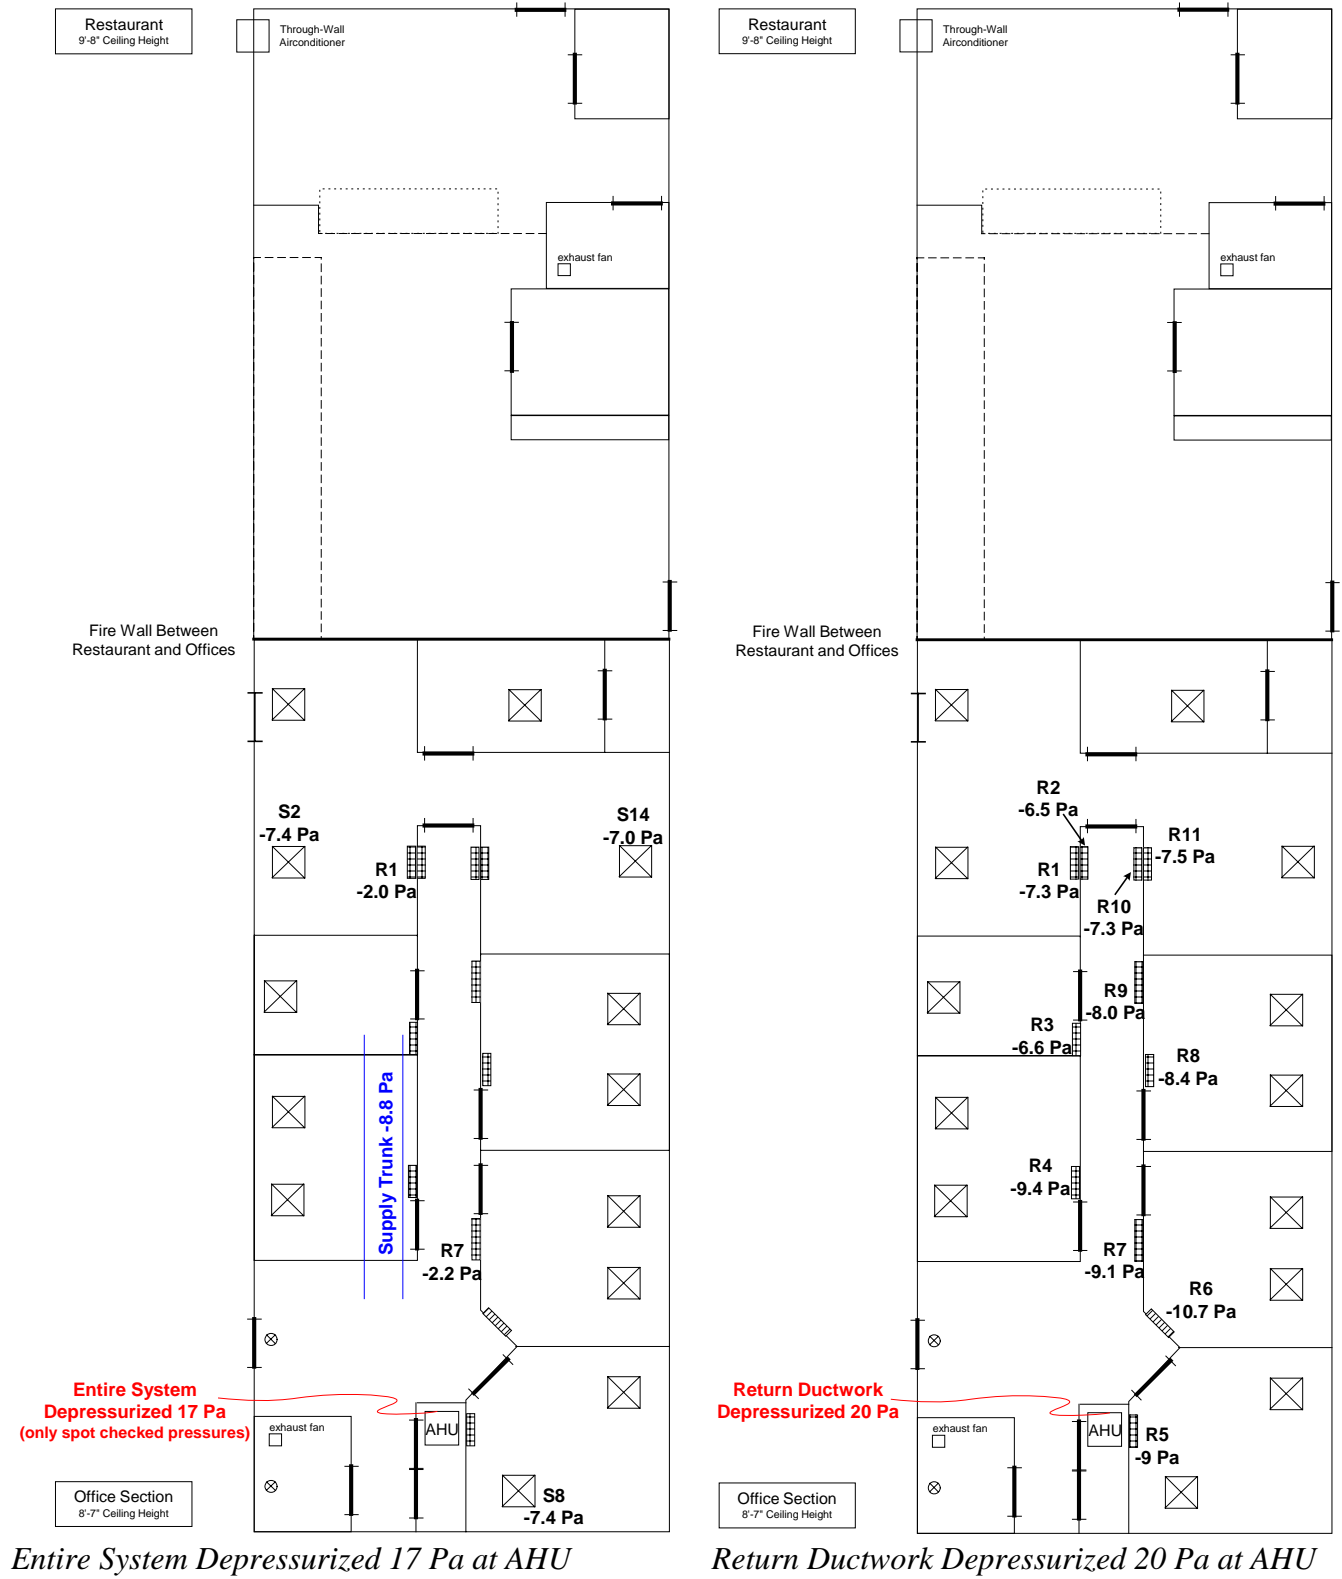 Restaurant
9'-8" Ceiling Height
Through-Wall
Airconditioner
exhaust fan
Fire Wall Between
Restaurant and Offices
S2
-7.4 Pa
S14
-7.0 Pa
R1
-2.0 Pa
Supply Trunk -8.8 Pa
R7
-2.2 Pa
Entire System
Depressurized 17 Pa
(only spot checked pressures)
exhaust fan
AHU
Office Section
8'-7" Ceiling Height
S8
-7.4 Pa
Entire System Depressurized 17 Pa at AHU
Restaurant
9'-8" Ceiling Height
Through-Wall
Airconditioner
exhaust fan
Fire Wall Between
Restaurant and Offices
R2
-6.5 Pa
R11
-7.5 Pa
R1
-7.3 Pa
R10
-7.3 Pa
R9
-8.0 Pa
R3
-6.6 Pa
R8
-8.4 Pa
R4
-9.4 Pa
R7
-9.1 Pa
R6
-10.7 Pa
Return Ductwork
Depressurized 20 Pa
exhaust fan
AHU
R5
-9 Pa
Office Section
8'-7" Ceiling Height
Return Ductwork Depressurized 20 Pa at AHU